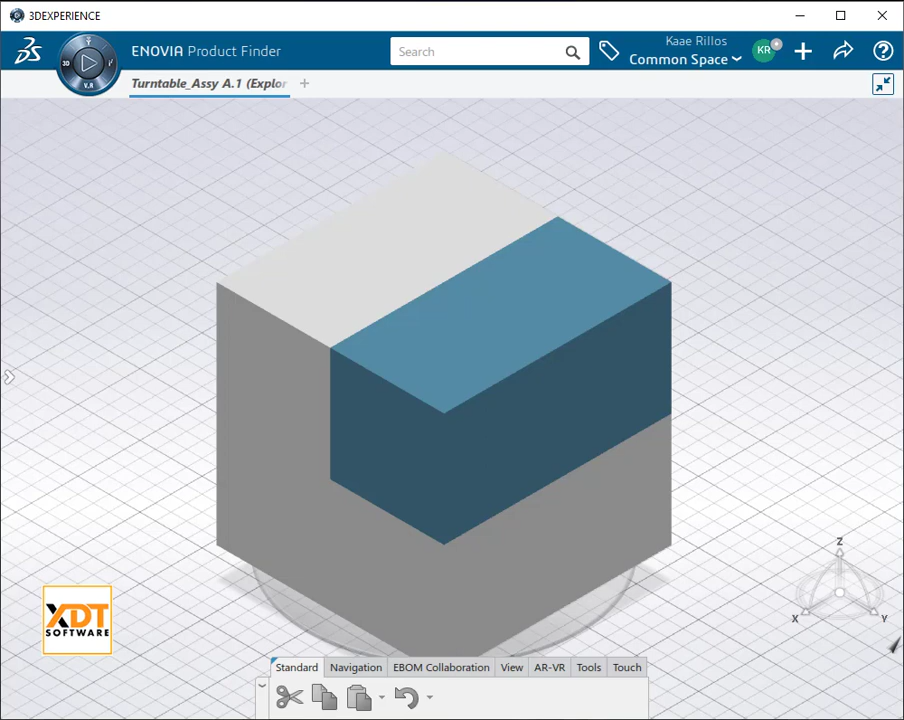 3DEXPERIENCE
3D
V.R
ENOVIA Product Finder
Search
Kaae Rillos
Common Space
KR
Turntable_Assy A.1 (Explor
Z
X
Y
XDT
SOFTWARE
Standard
Navigation
EBOM Collaboration
View
AR-VR
Tools
Touch